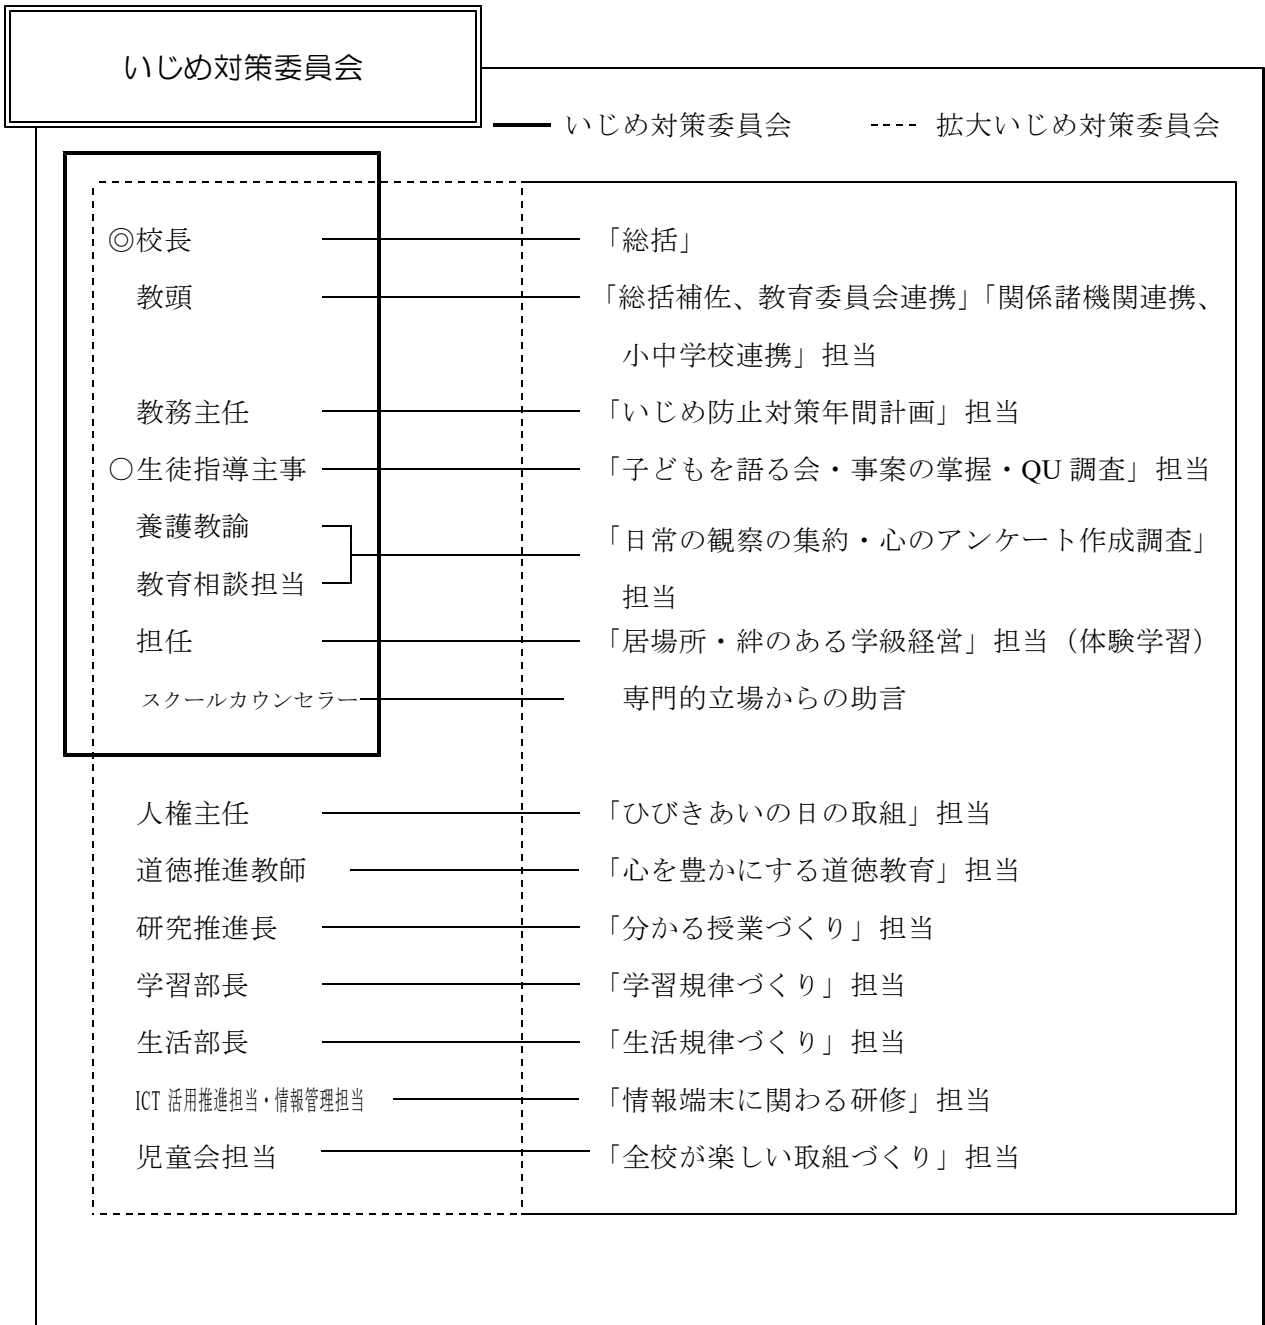 いじめ対策委員会
いじめ対策委員会 拡大いじめ対策委員会
◎校長 「総括」
教頭 「総括補佐、教育委員会連携」「関係諸機関連携、
小中学校連携」担当
教務主任 「いじめ防止対策年間計画」担当
○生徒指導主事 「子どもを語る会・事案の掌握・QU 調査」担当
養護教諭
「日常の観察の集約・心のアンケート作成調査」
教育相談担当
担当
担任 「居場所・絆のある学級経営」担当（体験学習）
スクールカウンセラー 専門的立場からの助言
人権主任 「ひびきあいの日の取組」担当
道徳推進教師 「心を豊かにする道徳教育」担当
研究推進長 「分かる授業づくり」担当
学習部長 「学習規律づくり」担当
生活部長 「生活規律づくり」担当
ICT 活用推進担当・情報管理担当 「情報端末に関わる研修」担当
児童会担当 「全校が楽しい取組づくり」担当